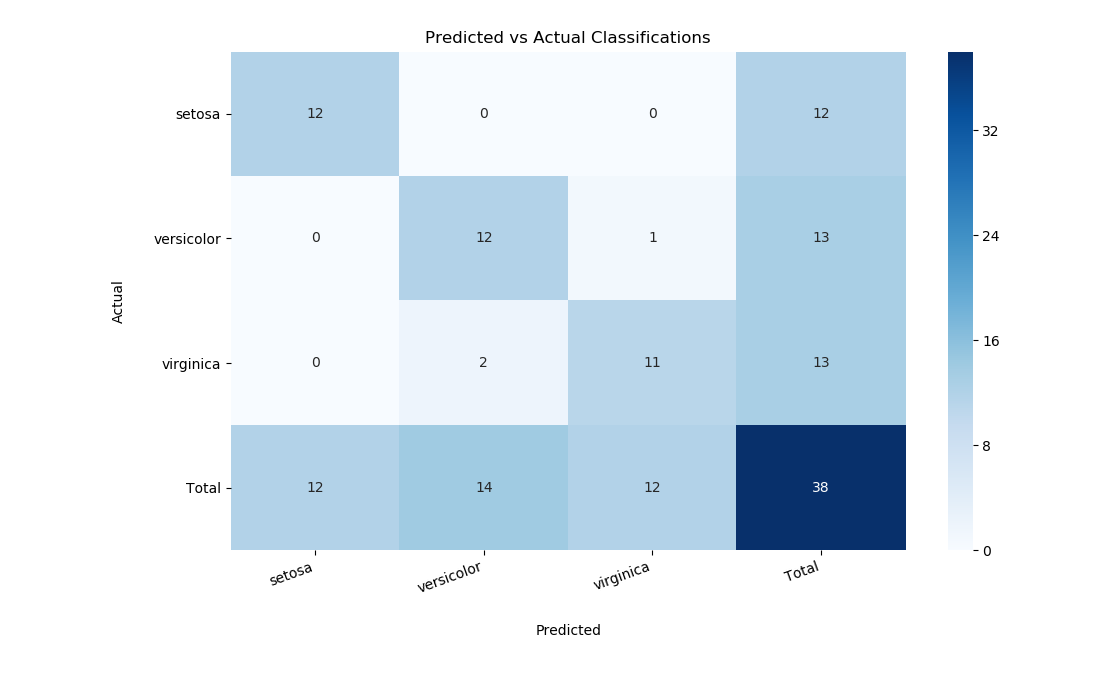 Predicted vs Actual Classifications
setosa 12 0 0 12
versicolor 0 12 1 13
virginica 0 2 11 13
Total 12 14 12 38
setosa versicolor virginica Total
Actual
Predicted
32
24
16
8
0